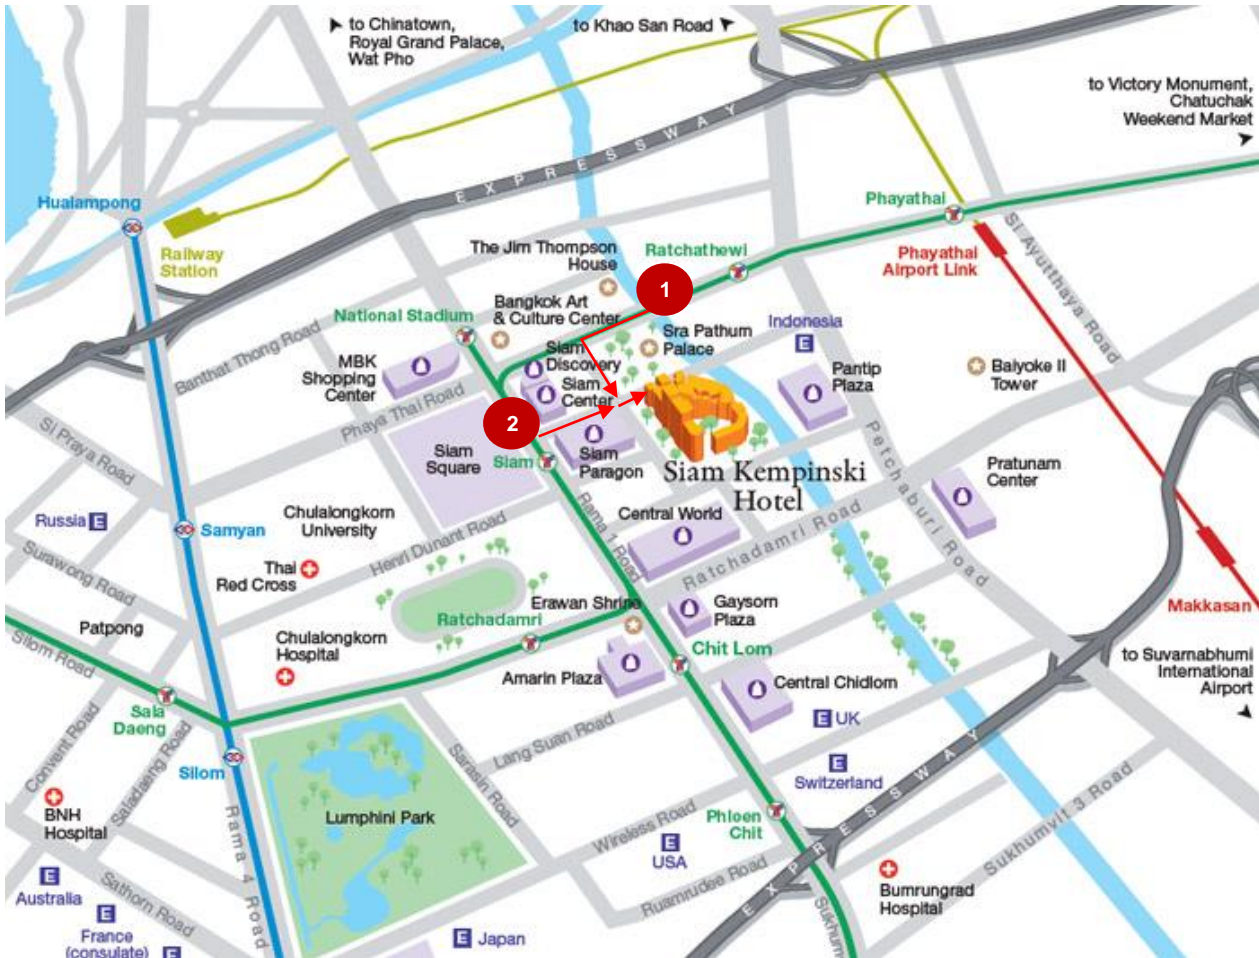 to Chinatown,
Royal Grand Palace,
Wat Pho
to Khao San Road
to Victory Monument,
Chatuchak
Weekend Market
EXPRESSWAY
Hualampong
Railway
Station
Phayathai
Phayathai
Airport Link
Si Ayutthaya Road
The Jim Thompson
House
Ratchathewi
1
Bangkok Art
& Culture Center
National Stadium
Banthat Thong Road
MBK
Shopping
Center
Siam
Discovery
Siam
Center
Sra Pathum
Palace
Indonesia
E
Pantip
Plaza
Baiyoke II
Tower
Phaya Thai Road
2
Siam
Square
Siam
Siam
Paragon
Siam Kempinski
Hotel
Petchaburi Road
Pratunam
Center
Si Praya Road
Russia E
Samyan
Chulalongkorn
University
Henri Dunant Road
Rama 1 Road
Central World
Ratchadamri Road
Surawong Road
Thai
Red Cross
Erawan Shrine
Gaysorn
Plaza
Makkasan
Patpong
Silom Road
Chulalongkorn
Hospital
Ratchadamri
Chit Lom
Amarin Plaza
Central Chidlom
to Suvarnabhumi
International
Airport
Sala
Daeng
Convent Road
Saladaeng Road
Silom
Lang Suan Road
Sarasin Road
E UK
E
Switzerland
EXPRESSWAY
BNH
Hospital
Rama 4 Road
Lumphini Park
Wireless Road
Phloen
Chit
E
USA
Ruamrudee Road
Sukhumvit 3 Road
Bumrungrad
Hospital
E
Australia
Sathorn Road
E
France
(consulate)
E
E Japan
Sukhum